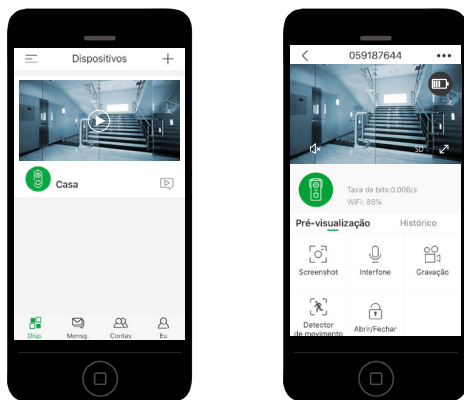 Dispositivos
Casa
Disp.
Mensg.
Contas
Eu
059187644
SD
Taxa de bits:0.00B/s
WiFi: 85%
Pré-visualização
Histórico
Screenshot
Interfone
Gravação
Detector
de movimento
Abrir/Fechar